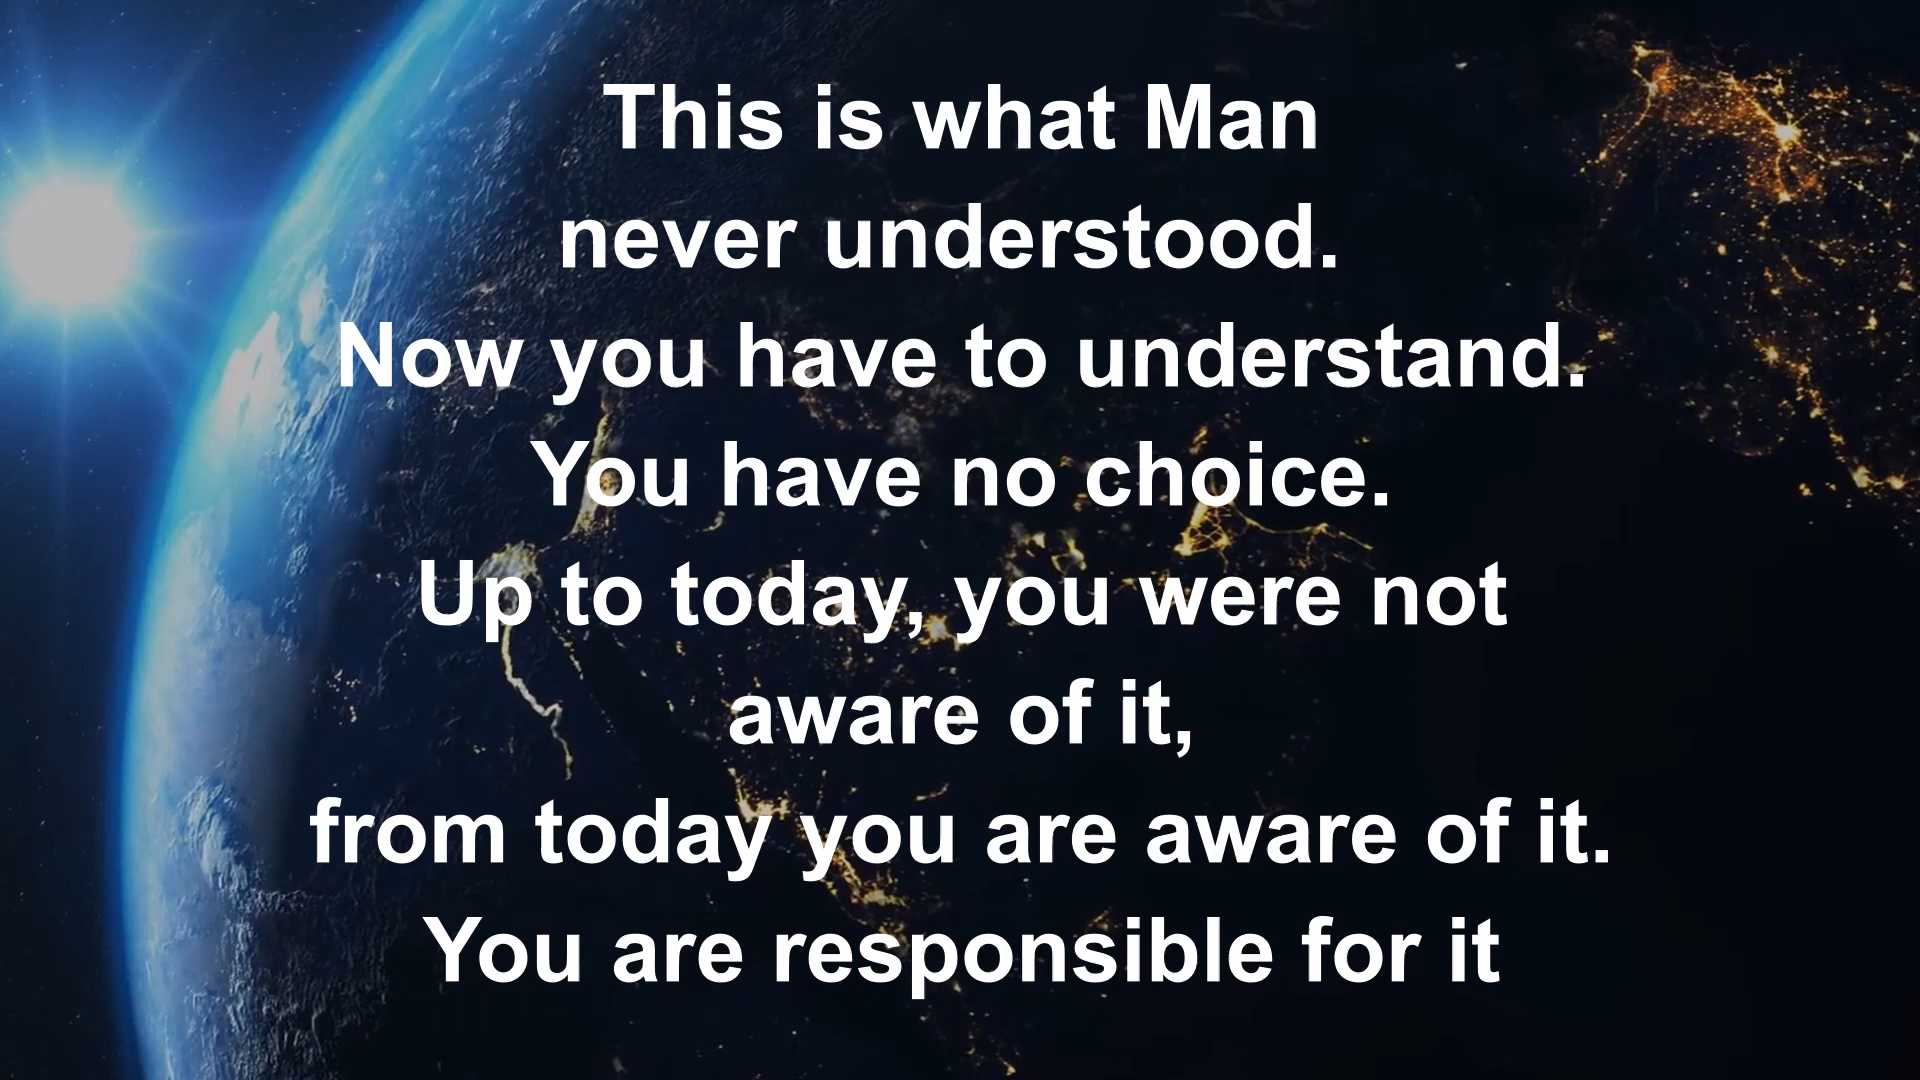 This is what Man
never understood.
Now you have to understand.
You have no choice.
Up to today, you were not
aware of it,
from today you are aware of it.
You are responsible for it